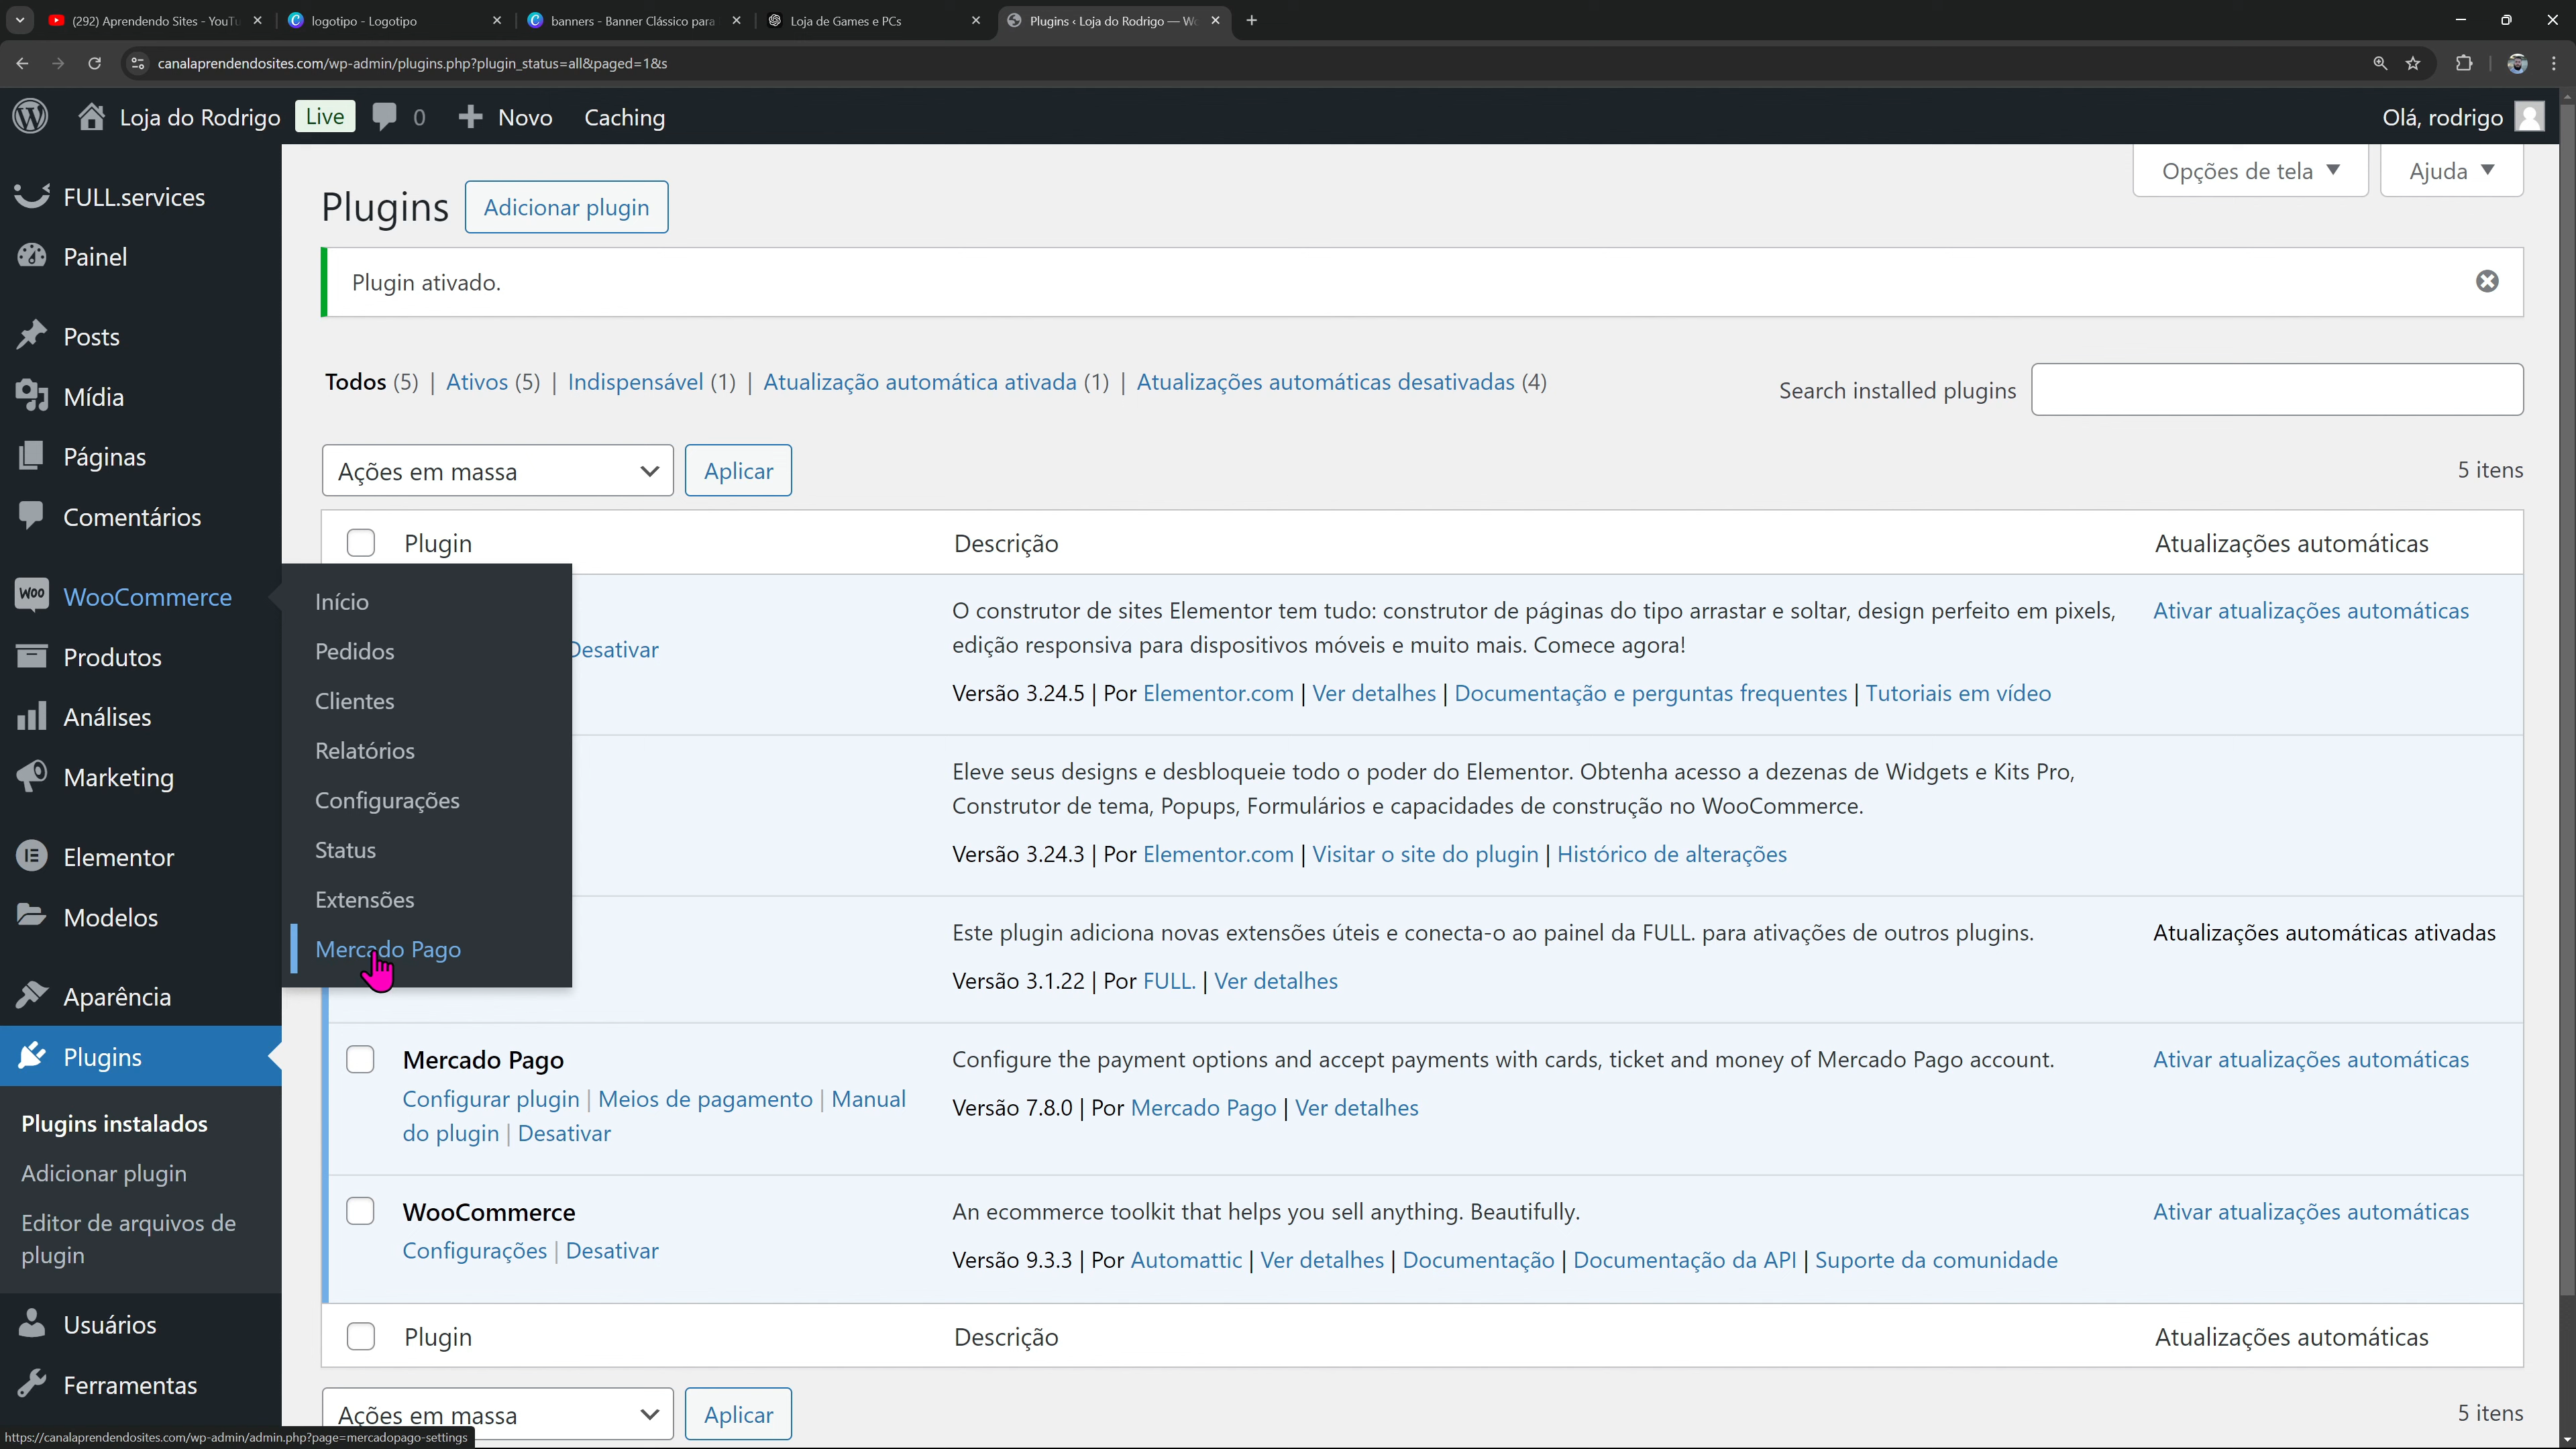 (292) Aprendendo Sites - YouTu
logotipo - Logotipo
banners - Banner Clássico para
Loja de Games e PCs
Plugins ‹ Loja do Rodrigo — Wo
canalaprendendosites.com/wp-admin/plugins.php?plugin_status=all&paged=1&s
Loja do Rodrigo
Live
0
Novo
Caching
Olá, rodrigo
FULL.services
Painel
Posts
Mídia
Páginas
Comentários
Woo
WooCommerce
Produtos
Análises
Marketing
Elementor
Modelos
Aparência
Plugins
Plugins instalados
Adicionar plugin
Editor de arquivos de
plugin
Usuários
Ferramentas
Início
Pedidos
Clientes
Relatórios
Configurações
Status
Extensões
Mercado Pago
Opções de tela
Ajuda
Plugins
Adicionar plugin
Plugin ativado.
Todos (5) | Ativos (5) | Indispensável (1) | Atualização automática ativada (1) | Atualizações automáticas desativadas (4)
Search installed plugins
Ações em massa
Aplicar
5 itens
Plugin
Descrição
Atualizações automáticas
Desativar
O construtor de sites Elementor tem tudo: construtor de páginas do tipo arrastar e soltar, design perfeito em pixels,
edição responsiva para dispositivos móveis e muito mais. Comece agora!
Versão 3.24.5 | Por Elementor.com | Ver detalhes | Documentação e perguntas frequentes | Tutoriais em vídeo
Ativar atualizações automáticas
Eleve seus designs e desbloqueie todo o poder do Elementor. Obtenha acesso a dezenas de Widgets e Kits Pro,
Construtor de tema, Popups, Formulários e capacidades de construção no WooCommerce.
Versão 3.24.3 | Por Elementor.com | Visitar o site do plugin | Histórico de alterações
Este plugin adiciona novas extensões úteis e conecta-o ao painel da FULL. para ativações de outros plugins.
Versão 3.1.22 | Por FULL. | Ver detalhes
Atualizações automáticas ativadas
Mercado Pago
Configurar plugin | Meios de pagamento | Manual
do plugin | Desativar
Configure the payment options and accept payments with cards, ticket and money of Mercado Pago account.
Versão 7.8.0 | Por Mercado Pago | Ver detalhes
Ativar atualizações automáticas
WooCommerce
Configurações | Desativar
An ecommerce toolkit that helps you sell anything. Beautifully.
Versão 9.3.3 | Por Automattic | Ver detalhes | Documentação | Documentação da API | Suporte da comunidade
Ativar atualizações automáticas
Plugin
Descrição
Atualizações automáticas
Ações em massa
Aplicar
5 itens
https://canalaprendendosites.com/wp-admin/admin.php?page=mercadopago-settings